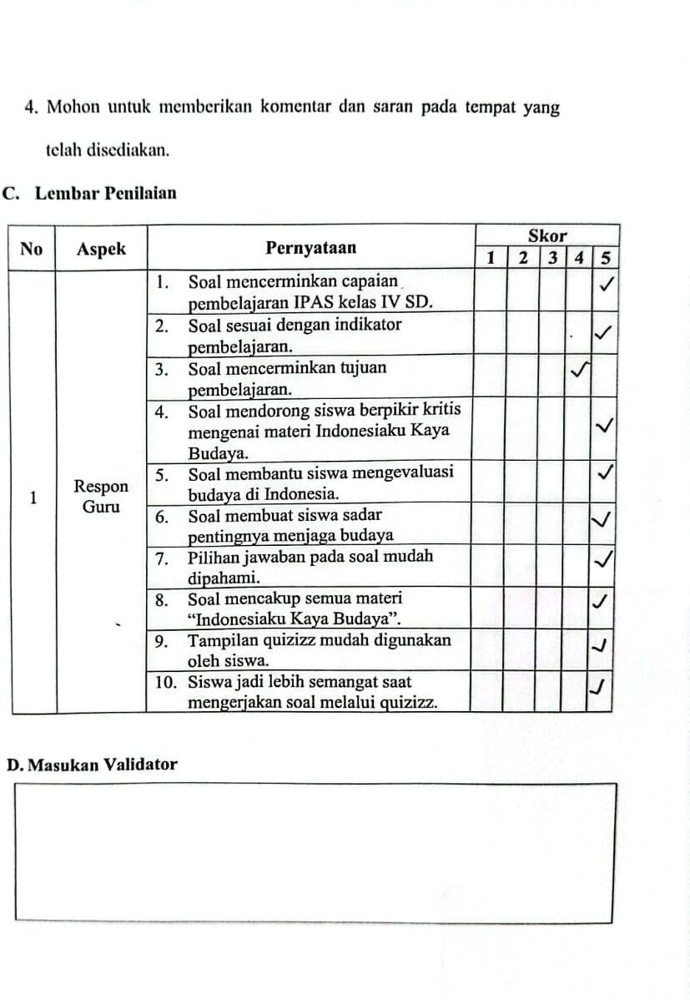 4. Mohon untuk memberikan komentar dan saran pada tempat yang
telah disediakan.
C. Lembar Penilaian
No Aspek Pernyataan Skor
1 2 3 4 5
1 Respon
Guru
1. Soal mencerminkan capaian
pembelajaran IPAS kelas IV SD. ✓
2. Soal sesuai dengan indikator
pembelajaran. ✓
3. Soal mencerminkan tujuan
pembelajaran. ✓
4. Soal mendorong siswa berpikir kritis
mengenai materi Indonesiaku Kaya
Budaya. ✓
5. Soal membantu siswa mengevaluasi
budaya di Indonesia. ✓
6. Soal membuat siswa sadar
pentingnya menjaga budaya ✓
7. Pilihan jawaban pada soal mudah
dipahami. ✓
8. Soal mencakup semua materi
“Indonesiaku Kaya Budaya”. ✓
9. Tampilan quizizz mudah digunakan
oleh siswa. ✓
10. Siswa jadi lebih semangat saat
mengerjakan soal melalui quizizz. ✓
D. Masukan Validator